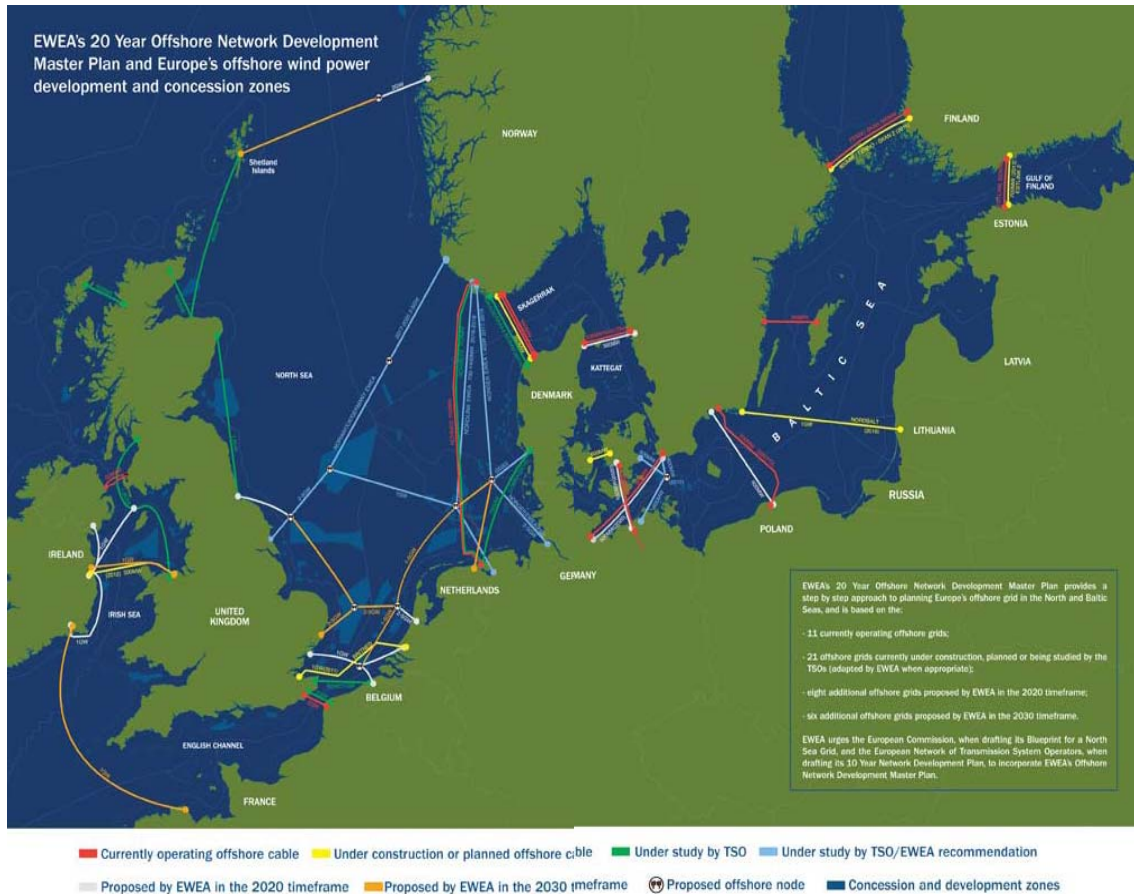 EWEA's 20 Year Offshore Network Development
Master Plan and Europe's offshore wind power
development and concession zones
NORWAY
FINLAND
Shetland
Islands
GULF OF
FINLAND
ESTONIA
SKAGERRAK
NORTH SEA
KATTEGAT
DENMARK
BALTIC SEA
LATVIA
NORDBALT
1GW
(2016)
LITHUANIA
RUSSIA
POLAND
IRELAND
1GW
IRISH SEA
UNITED
KINGDOM
NETHERLANDS
GERMANY
1GW
1GW
BELGIUM
ENGLISH CHANNEL
1GW
FRANCE
EWEA's 20 Year Offshore Network Development Master Plan provides a
step by step approach to planning Europe's offshore grid in the North and Baltic
Seas, and is based on the:
- 11 currently operating offshore grids;
- 21 offshore grids currently under construction, planned or being studied by the
TSOs (adapted by EWEA when appropriate);
- eight additional offshore grids proposed by EWEA in the 2020 timeframe;
- six additional offshore grids proposed by EWEA in the 2030 timeframe.
EWEA urges the European Commission, when drafting its Blueprint for a North
Sea Grid, and the European Network of Transmission System Operators, when
drafting its 10 Year Network Development Plan, to incorporate EWEA's Offshore
Network Development Master Plan.
Currently operating offshore cable Under construction or planned offshore cable Under study by TSO Under study by TSO/EWEA recommendation
Proposed by EWEA in the 2020 timeframe Proposed by EWEA in the 2030 timeframe Proposed offshore node Concession and development zones